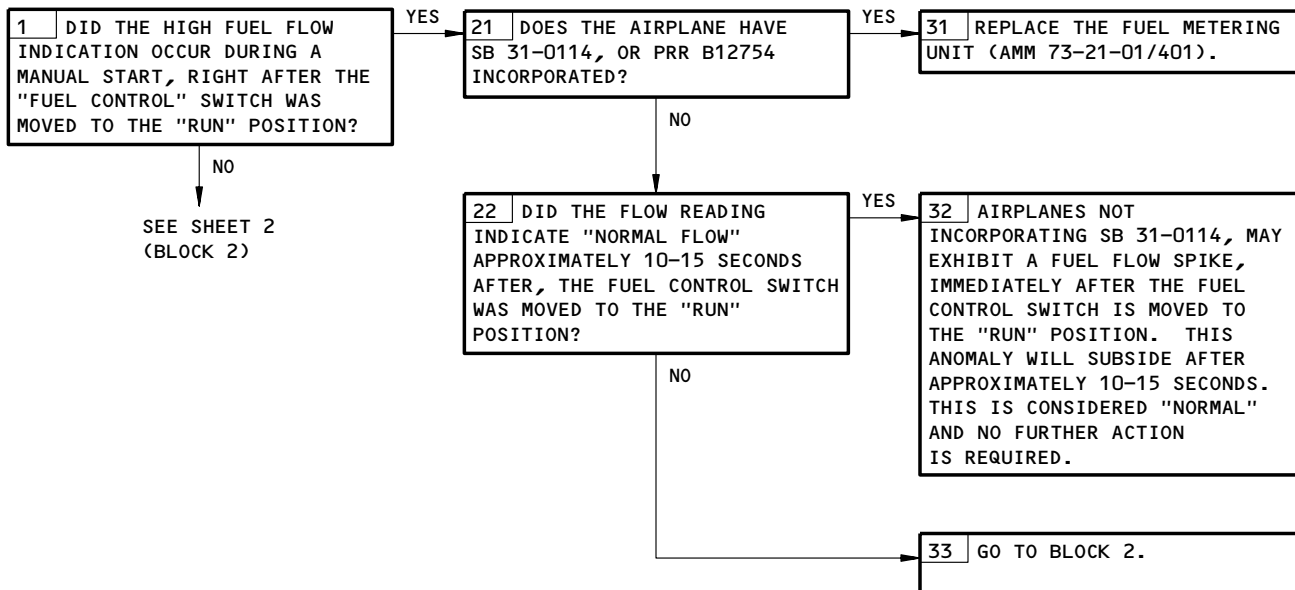 1 DID THE HIGH FUEL FLOW
INDICATION OCCUR DURING A
MANUAL START, RIGHT AFTER THE
"FUEL CONTROL" SWITCH WAS
MOVED TO THE "RUN" POSITION?
YES
21 DOES THE AIRPLANE HAVE
SB 31-0114, OR PRR B12754
INCORPORATED?
YES
31 REPLACE THE FUEL METERING
UNIT (AMM 73-21-01/401).
NO
SEE SHEET 2
(BLOCK 2)
NO
22 DID THE FLOW READING
INDICATE "NORMAL FLOW"
APPROXIMATELY 10-15 SECONDS
AFTER, THE FUEL CONTROL SWITCH
WAS MOVED TO THE "RUN"
POSITION?
YES
32 AIRPLANES NOT
INCORPORATING SB 31-0114, MAY
EXHIBIT A FUEL FLOW SPIKE,
IMMEDIATELY AFTER THE FUEL
CONTROL SWITCH IS MOVED TO
THE "RUN" POSITION. THIS
ANOMALY WILL SUBSIDE AFTER
APPROXIMATELY 10-15 SECONDS.
THIS IS CONSIDERED "NORMAL"
AND NO FURTHER ACTION
IS REQUIRED.
NO
33 GO TO BLOCK 2.